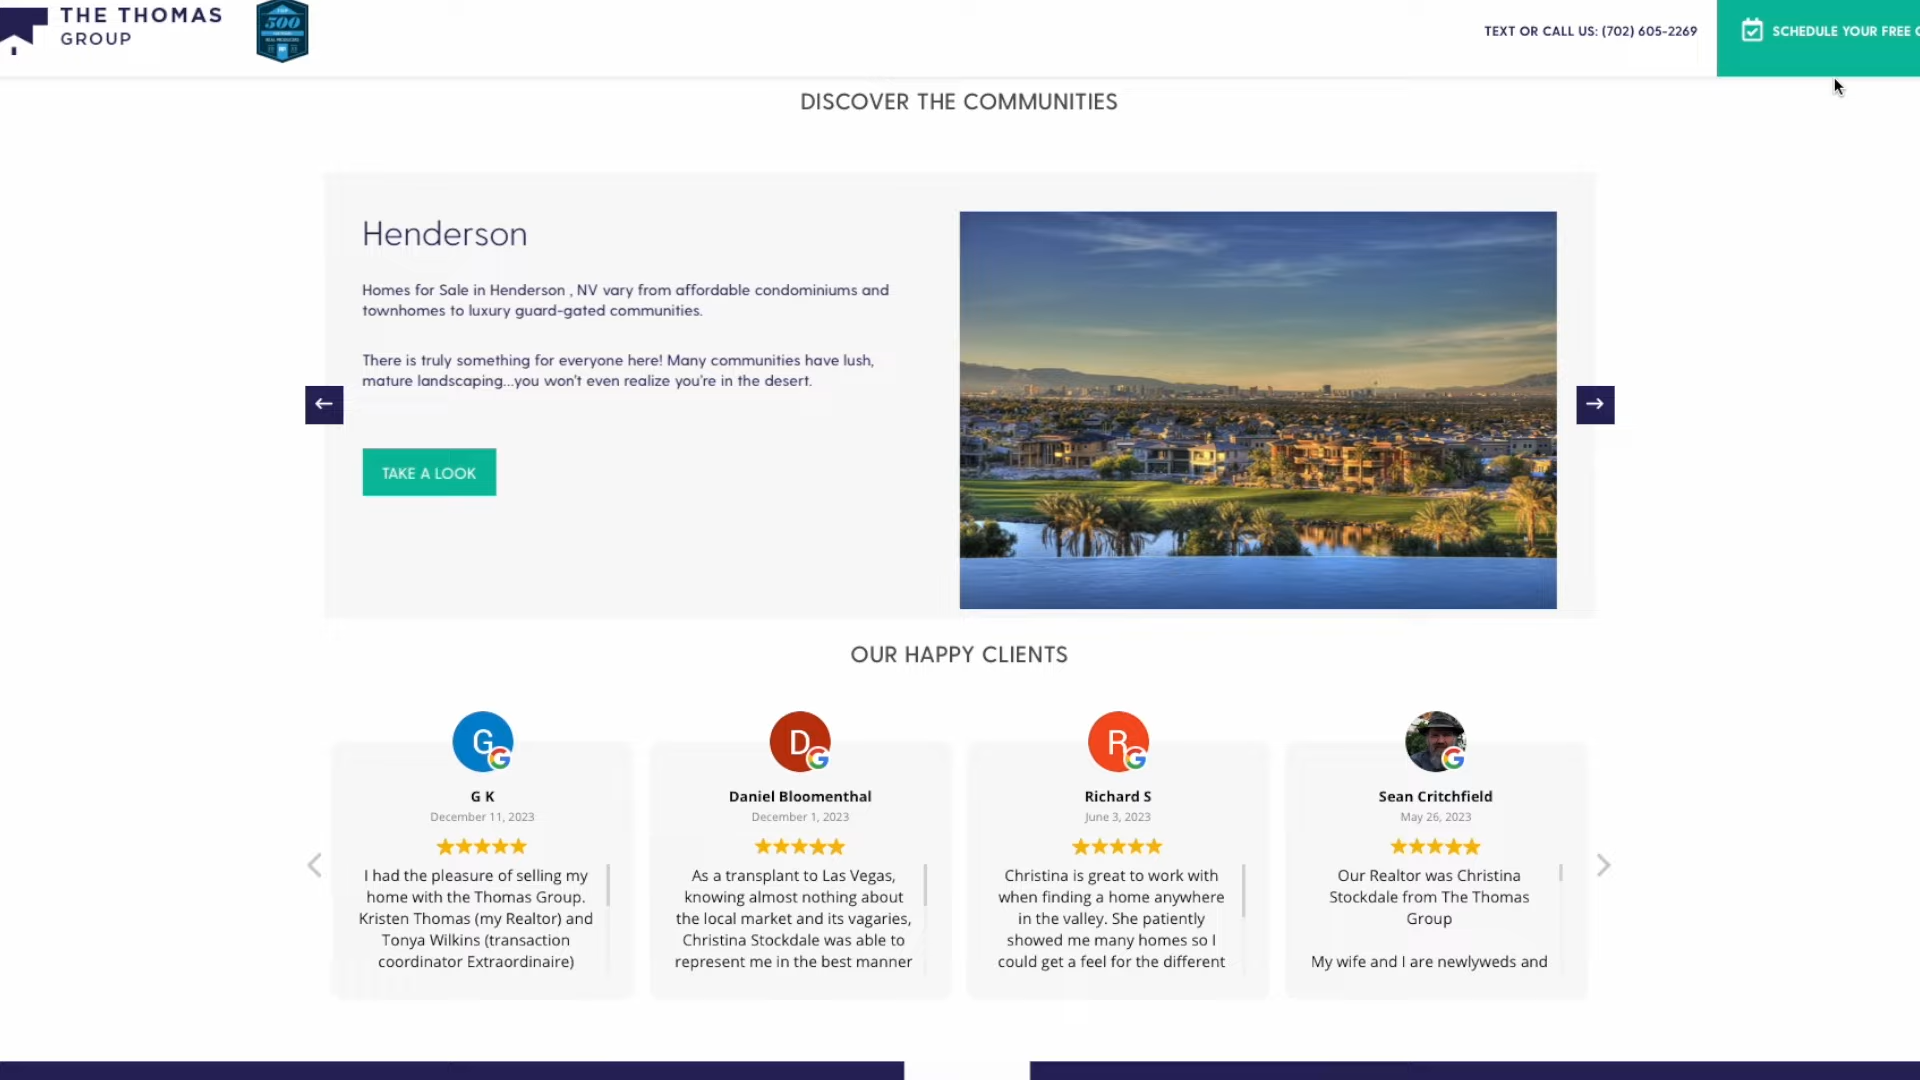 THE THOMAS
GROUP
500
TEXT OR CALL US: (702) 605-2269
SCHEDULE YOUR FREE
DISCOVER THE COMMUNITIES
Henderson
Homes for Sale in Henderson , NV vary from affordable condominiums and
townhomes to luxury guard-gated communities.
There is truly something for everyone here! Many communities have lush,
mature landscaping...you won't even realize you're in the desert.
TAKE A LOOK
OUR HAPPY CLIENTS
G
D
R
G K
December 11, 2023
I had the pleasure of selling my
home with the Thomas Group.
Kristen Thomas (my Realtor) and
Tonya Wilkins (transaction
coordinator Extraordinaire)
Daniel Bloomenthal
December 1, 2023
As a transplant to Las Vegas,
knowing almost nothing about
the local market and its vagaries,
Christina Stockdale was able to
represent me in the best manner
Richard S
June 3, 2023
Christina is great to work with
when finding a home anywhere
in the valley. She patiently
showed me many homes so I
could get a feel for the different
Sean Critchfield
May 26, 2023
Our Realtor was Christina
Stockdale from The Thomas
Group
My wife and I are newlyweds and